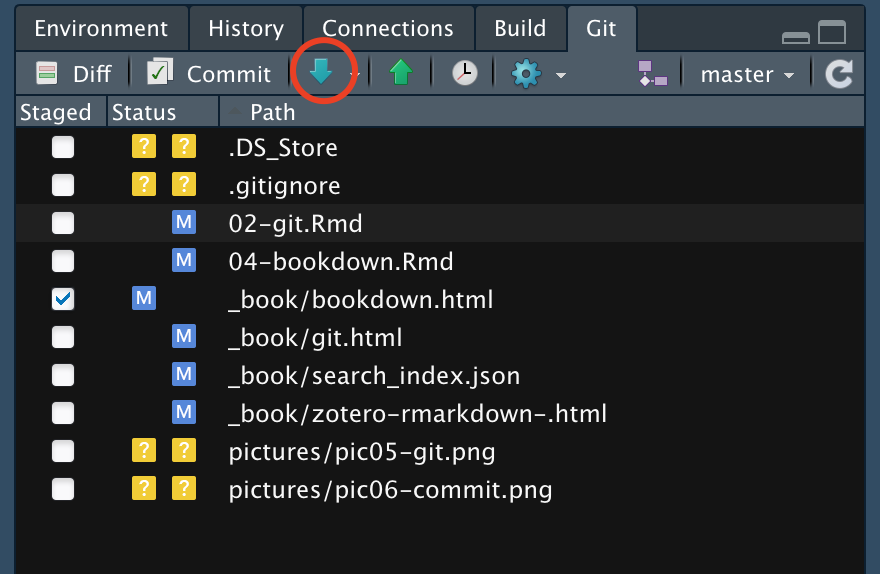 Environment History Connections Build Git
Diff Commit master
Staged Status Path
? ? .DS_Store
? ? .gitignore
M 02-git.Rmd
M 04-bookdown.Rmd
M _book/bookdown.html
M _book/git.html
M _book/search_index.json
M _book/zotero-rmarkdown-.html
? ? pictures/pic05-git.png
? ? pictures/pic06-commit.png